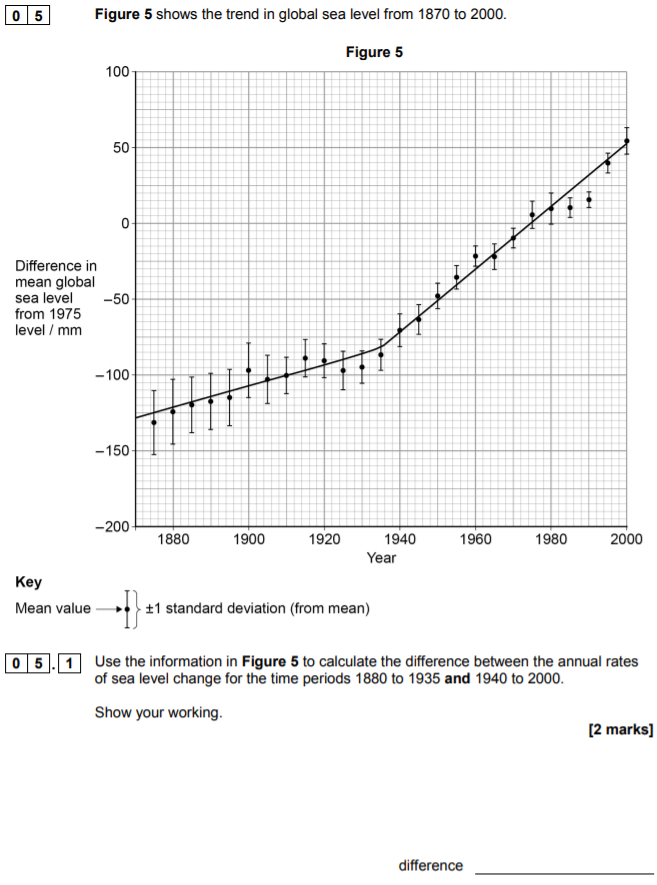 0 5 Figure 5 shows the trend in global sea level from 1870 to 2000.
Figure 5
100
50
0
Difference in
mean global
sea level
from 1975
level / mm
−50
−100
−150
−200
1880 1900 1920 1940 1960 1980 2000
Year
Key
Mean value ±1 standard deviation (from mean)
0 5 . 1 Use the information in Figure 5 to calculate the difference between the annual rates
of sea level change for the time periods 1880 to 1935 and 1940 to 2000.
Show your working.
[2 marks]
difference